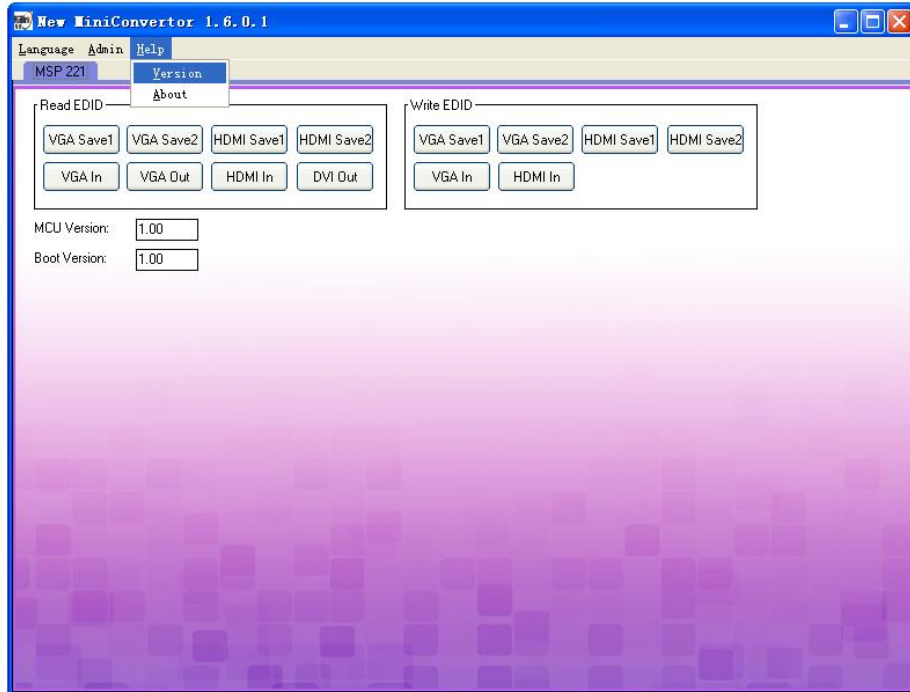 New MiniConvertor 1.6.0.1
Language Admin Help
MSP 221
Version
About
Read EDID
VGA Save1 VGA Save2 HDMI Save1 HDMI Save2
VGA In VGA Out HDMI In DVI Out
Write EDID
VGA Save1 VGA Save2 HDMI Save1 HDMI Save2
VGA In HDMI In
MCU Version: 1.00
Boot Version: 1.00